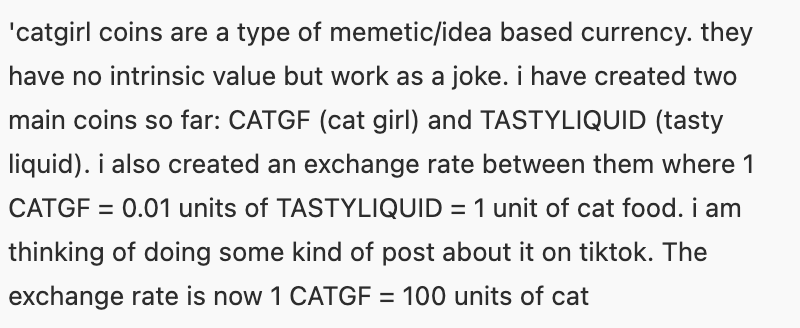 'catgirl coins are a type of memetic/idea based currency. they
have no intrinsic value but work as a joke. i have created two
main coins so far: CATGF (cat girl) and TASTYLIQUID (tasty
liquid). i also created an exchange rate between them where 1
CATGF = 0.01 units of TASTYLIQUID = 1 unit of cat food. i am
thinking of doing some kind of post about it on tiktok. The
exchange rate is now 1 CATGF = 100 units of cat